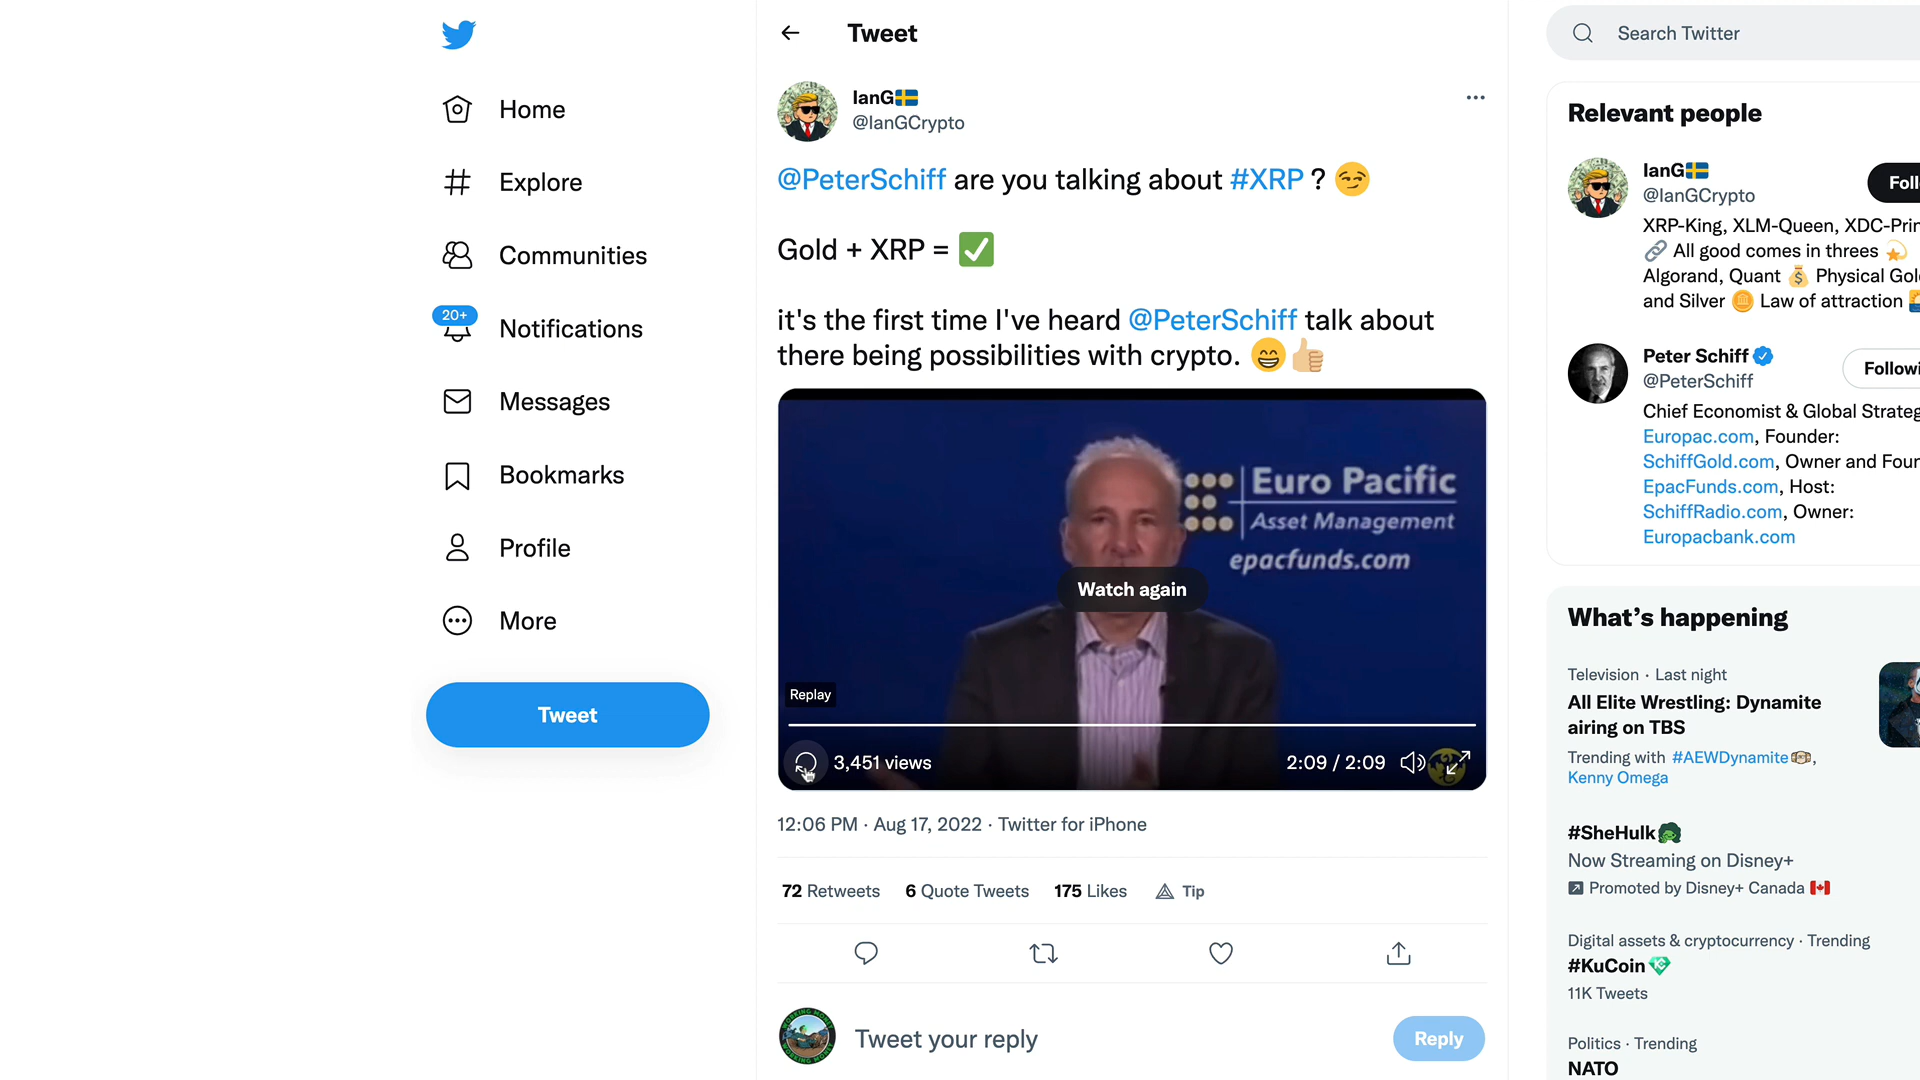 Tweet
Search Twitter
Home
Explore
Communities
20+
Notifications
Messages
Bookmarks
Profile
More
Tweet
IanG🇸🇪
@IanGCrypto
@PeterSchiff are you talking about #XRP ? 😏
Gold + XRP = ✅
it's the first time I've heard @PeterSchiff talk about
there being possibilities with crypto. 😁👍🏼
Euro Pacific
Asset Management
epacfunds.com
Watch again
Replay
3,451 views
2:09 / 2:09
12:06 PM · Aug 17, 2022 · Twitter for iPhone
72 Retweets 6 Quote Tweets 175 Likes Tip
Tweet your reply
Reply
Relevant people
IanG🇸🇪
@IanGCrypto
Foll
XRP-King, XLM-Queen, XDC-Prin
🔗 All good comes in threes 💫
Algorand, Quant 💰 Physical Gol
and Silver 🪙 Law of attraction
Peter Schiff
@PeterSchiff
Followi
Chief Economist & Global Strateg
Europac.com, Founder:
SchiffGold.com, Owner and Foun
EpacFunds.com, Host:
SchiffRadio.com, Owner:
Europacbank.com
What's happening
Television · Last night
All Elite Wrestling: Dynamite
airing on TBS
Trending with #AEWDynamite,
Kenny Omega
#SheHulk
Now Streaming on Disney+
Promoted by Disney+ Canada 🇨🇦
Digital assets & cryptocurrency · Trending
#KuCoin
11K Tweets
Politics · Trending
NATO